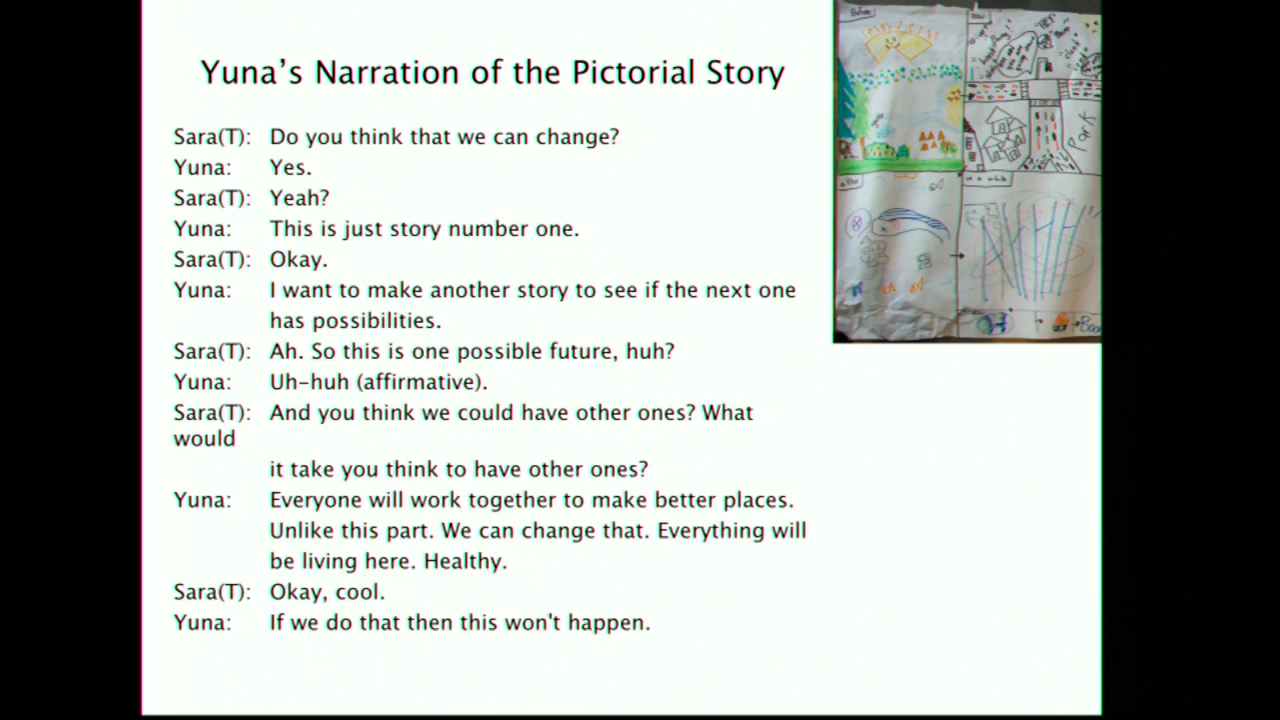 Yuna's Narration of the Pictorial Story
Sara(T): Do you think that we can change?
Yuna: Yes.
Sara(T): Yeah?
Yuna: This is just story number one.
Sara(T): Okay.
Yuna: I want to make another story to see if the next one
has possibilities.
Sara(T): Ah. So this is one possible future, huh?
Yuna: Uh-huh (affirmative).
Sara(T): And you think we could have other ones? What
would
it take you think to have other ones?
Yuna: Everyone will work together to make better places.
Unlike this part. We can change that. Everything will
be living here. Healthy.
Sara(T): Okay, cool.
Yuna: If we do that then this won't happen.
Before
now
Park